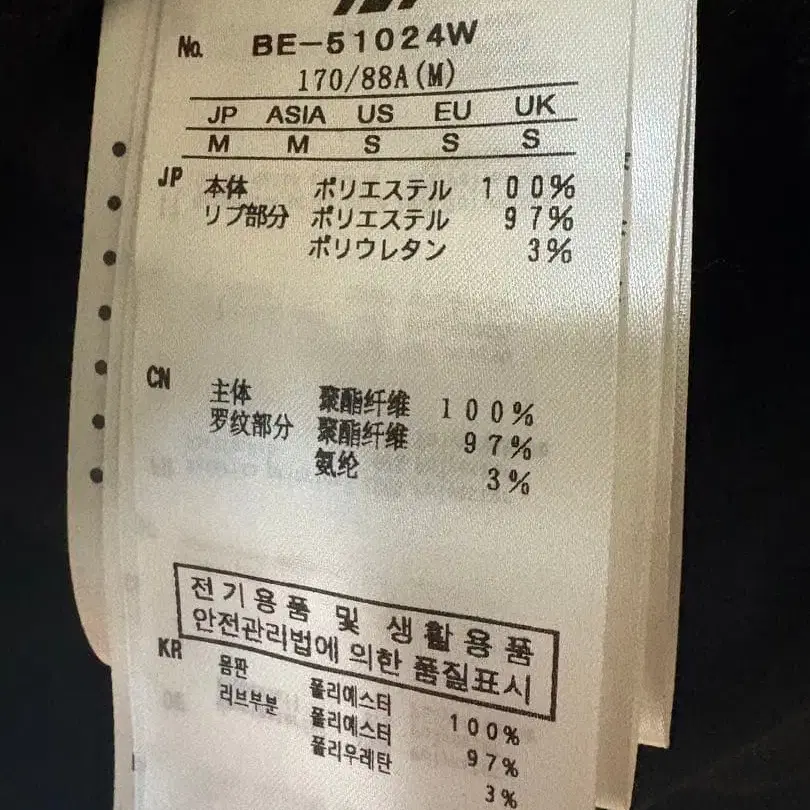 No. BE-51024W
170/88A(M)
JP ASIA US EU UK
M M S S S
JP 本体 ポリエステル 100%
リブ部分 ポリエステル 97%
ポリウレタン 3%
CN 主体 聚酯纤维 100%
罗纹部分 聚酯纤维 97%
氨纶 3%
전기용품 및 생활용품
안전관리법에 의한 품질표시
KR 몸판 폴리에스터 100%
리브부분 폴리에스터 97%
폴리우레탄 3%